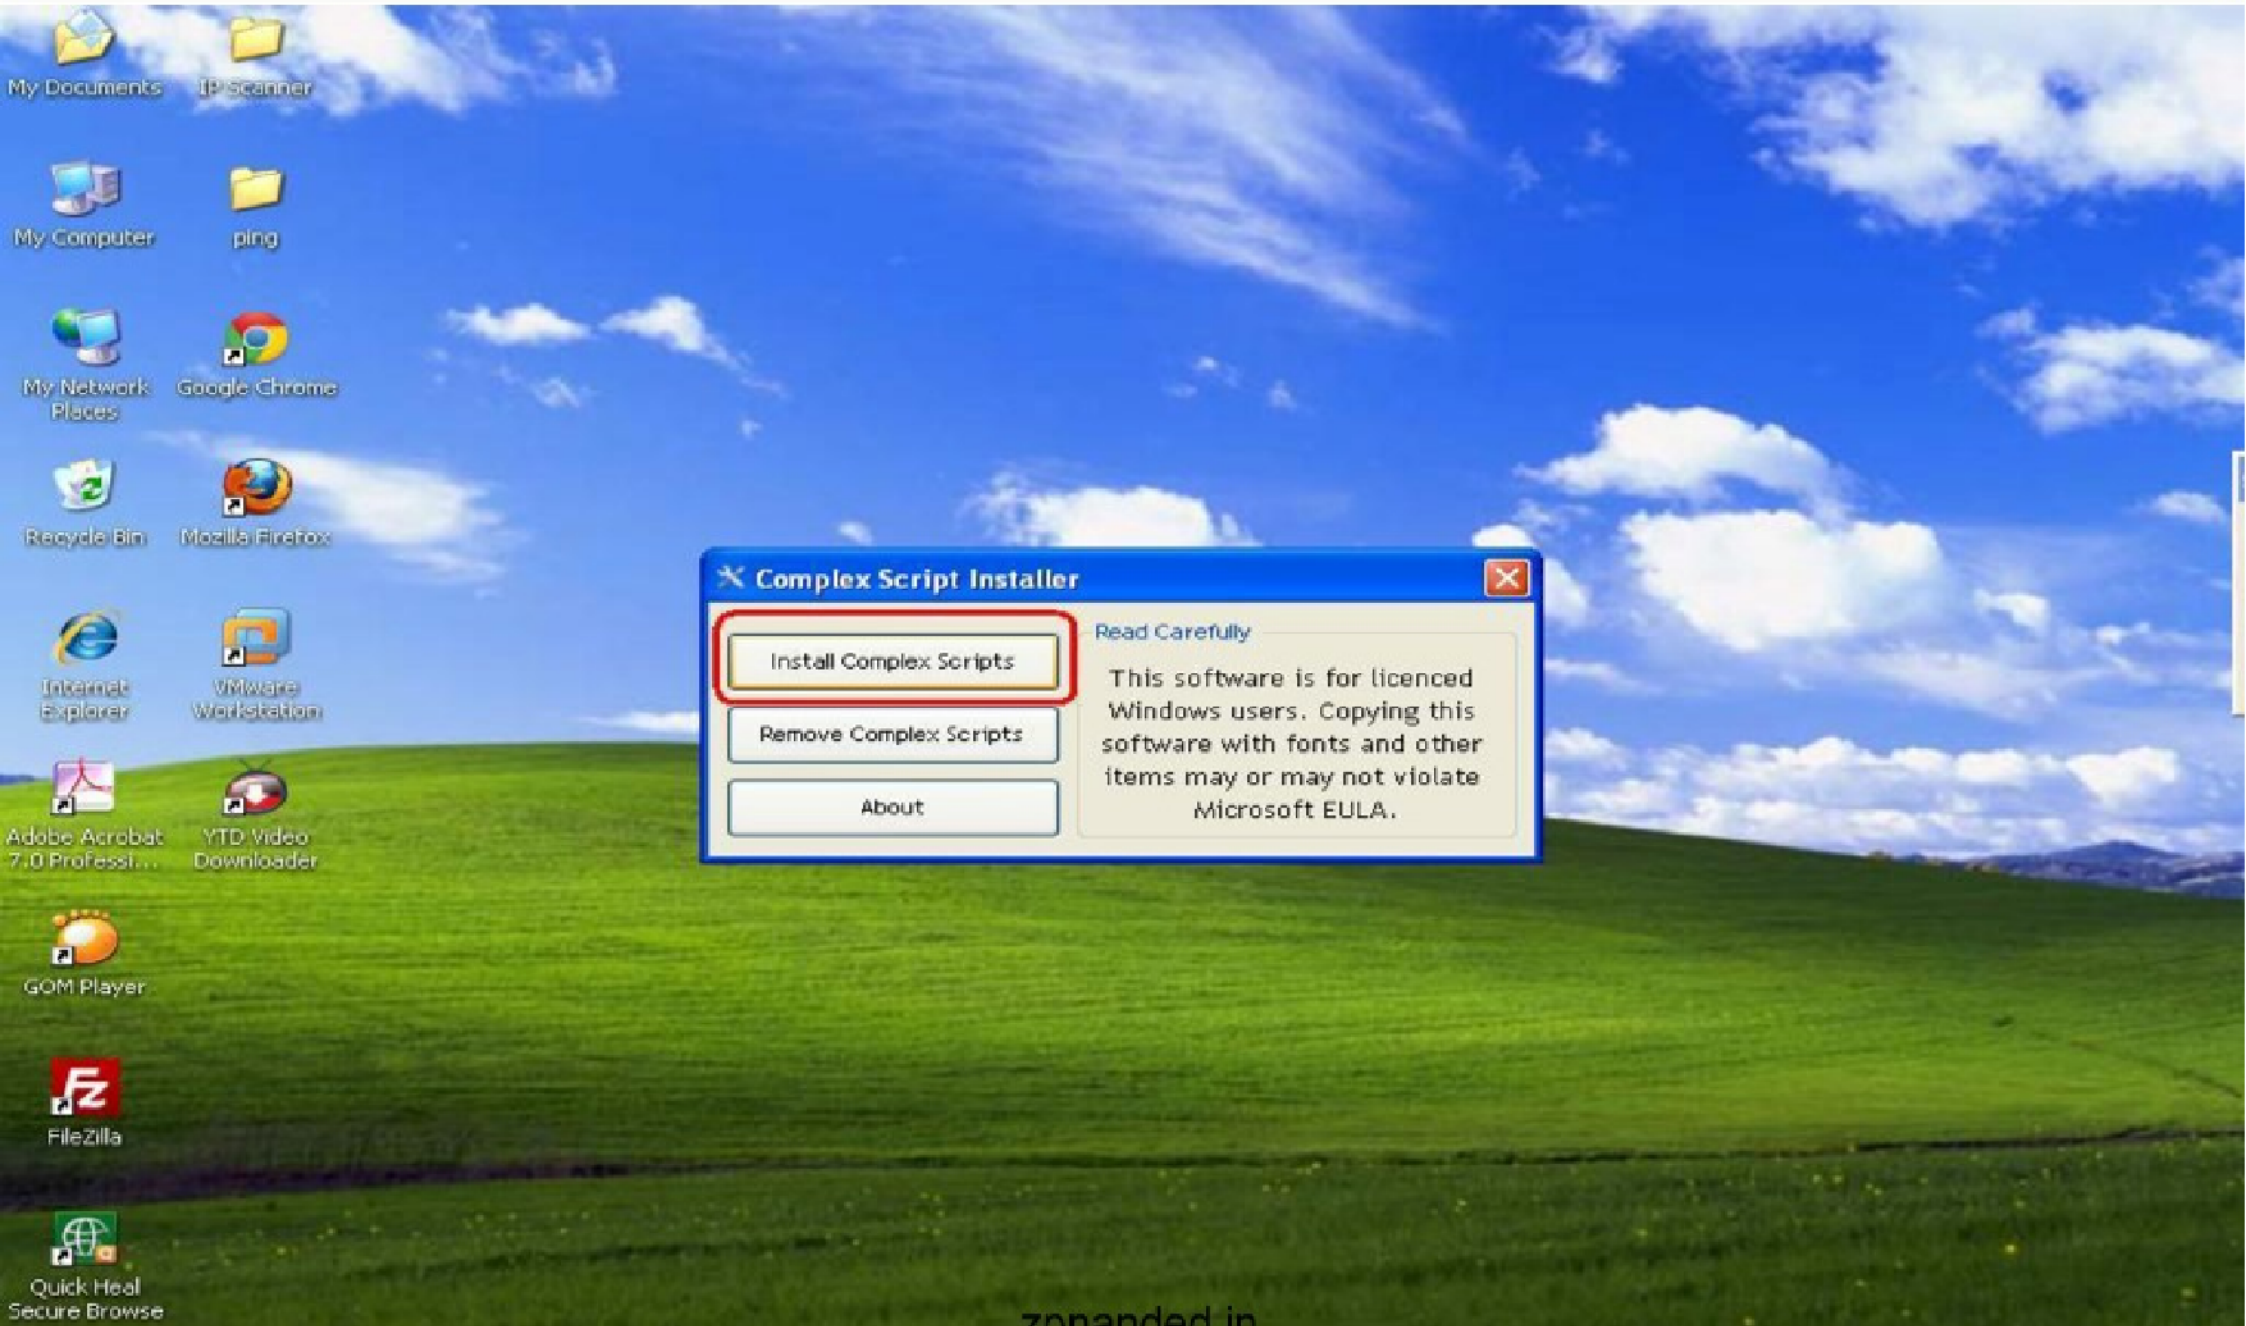 My Documents
IP Scanner
My Computer
ping
My Network
Places
Google Chrome
Recycle Bin
Mozilla Firefox
Internet
Explorer
VMware
Workstation
Adobe Acrobat
7.0 Professi...
YTD Video
Downloader
GOM Player
FileZilla
Quick Heal
Secure Browse
Complex Script Installer
Install Complex Scripts
Remove Complex Scripts
About
Read Carefully
This software is for licenced
Windows users. Copying this
software with fonts and other
items may or may not violate
Microsoft EULA.
zpnanded.in